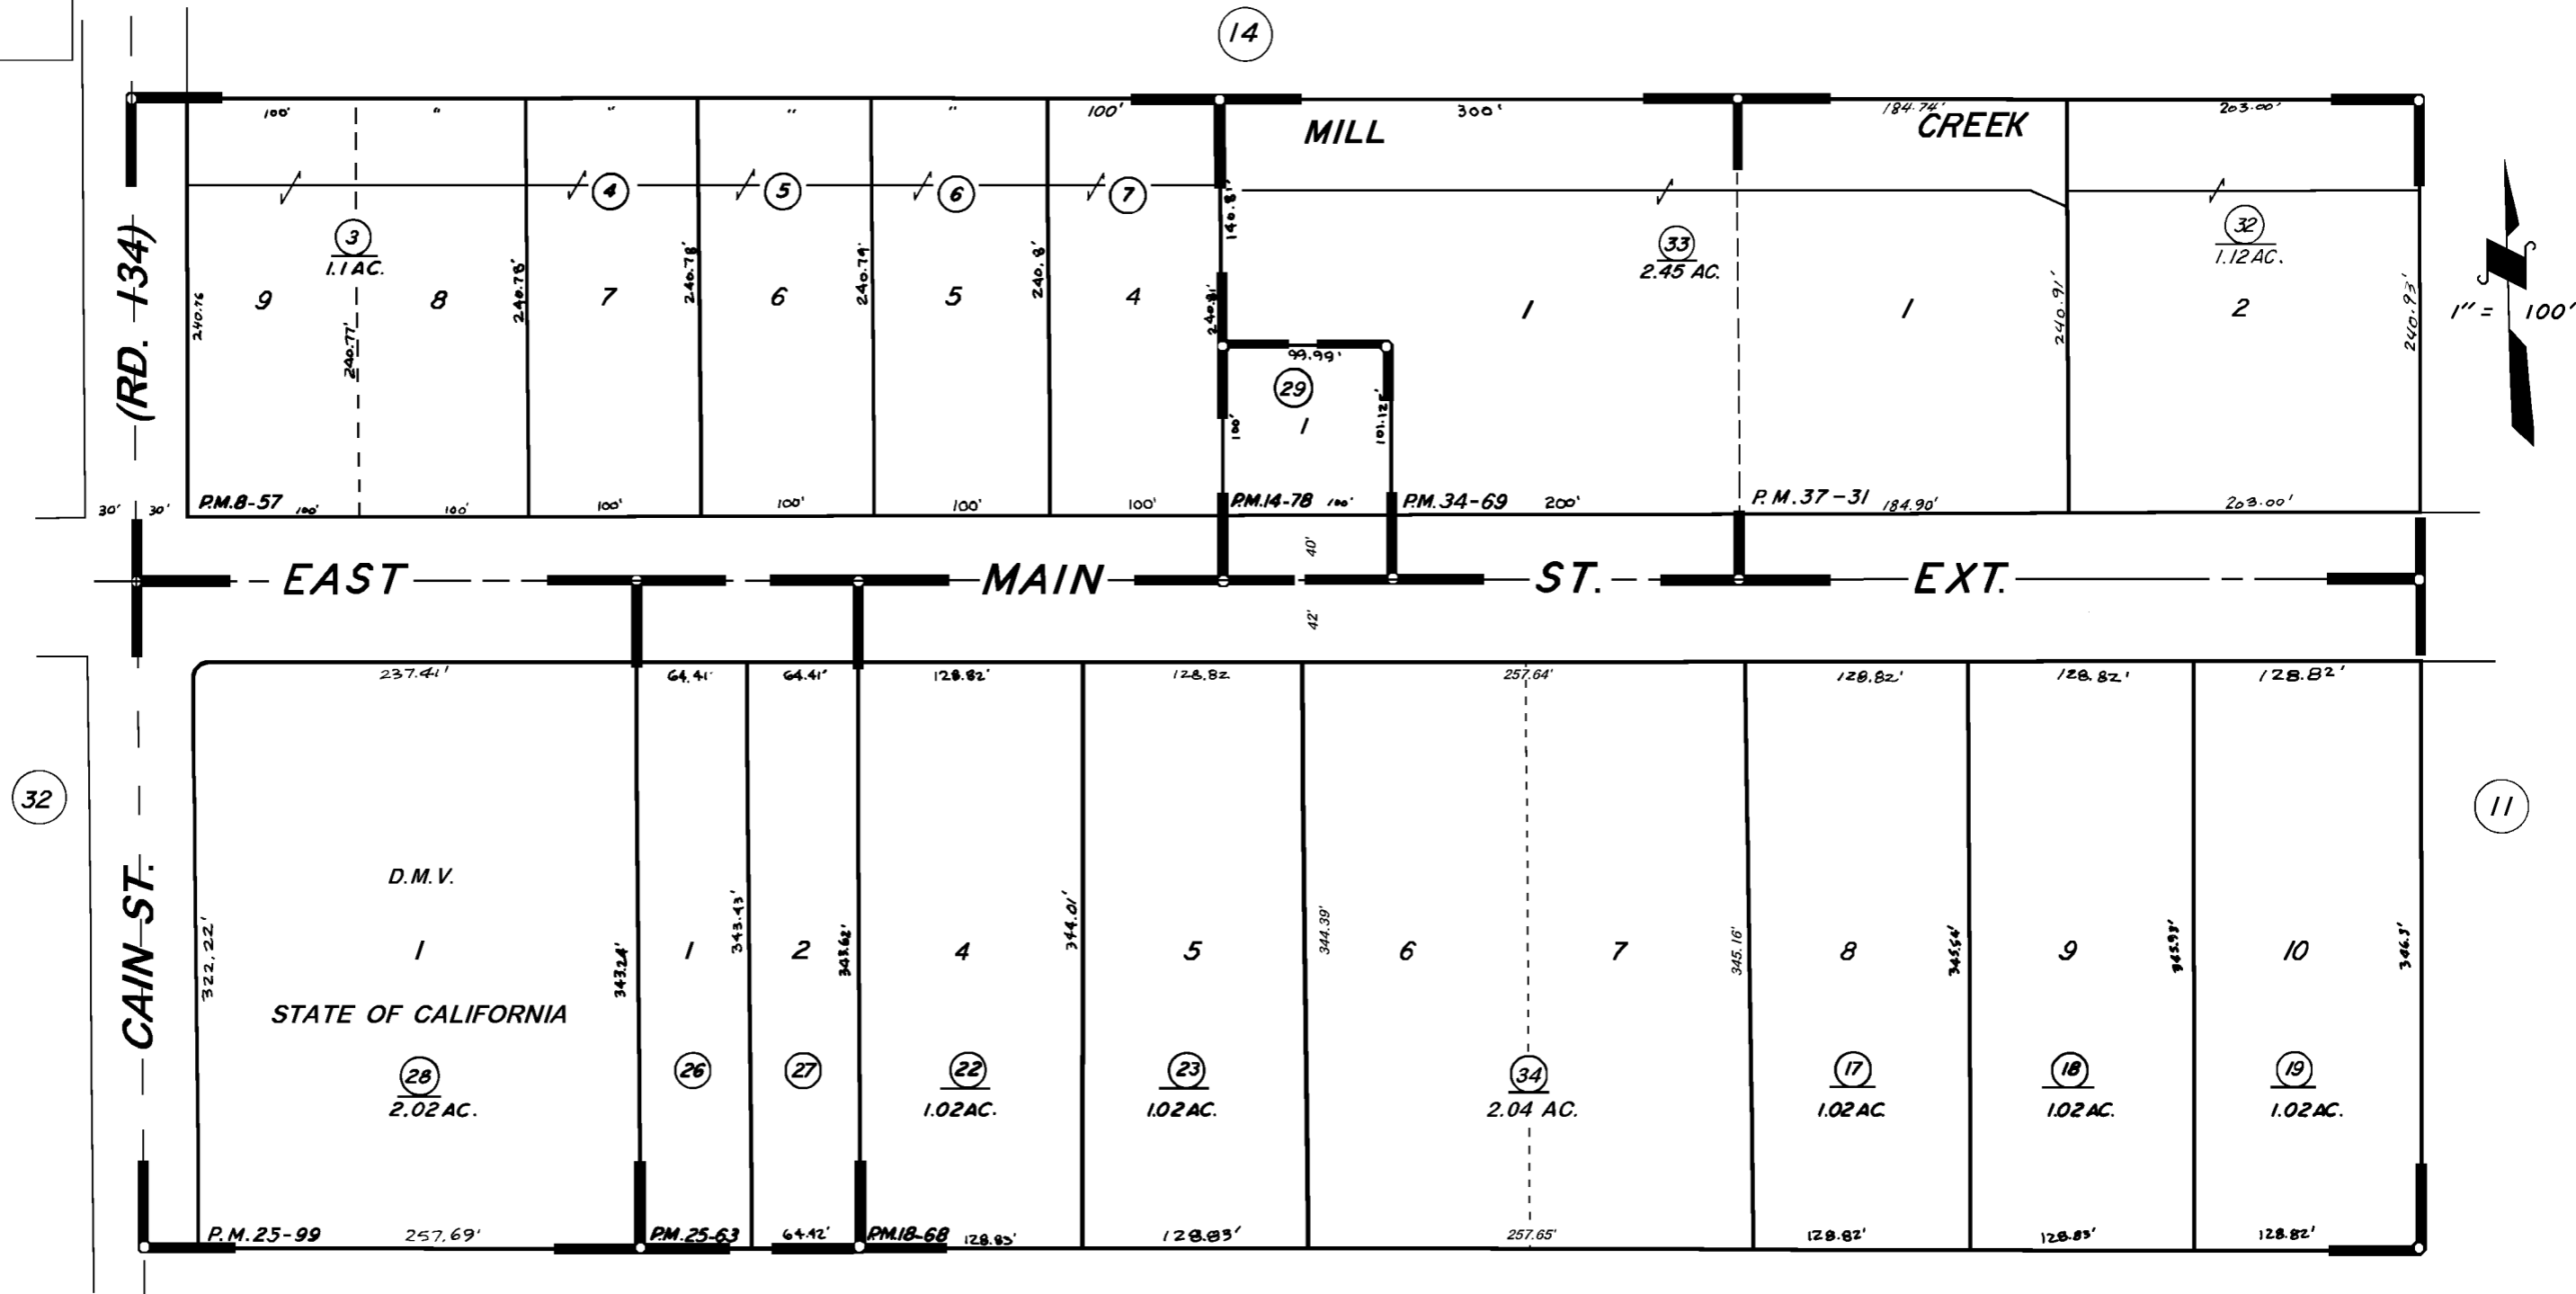 14
100' " " " " 100' 300' 184.74' 203.00'
MILL CREEK
4 5 6 7
140.81'
(RD. 134)
3
1.1 AC.
33
2.45 AC.
32
1.12 AC.
9 8 7 6 5 4 1 1 2
240.76 240.77' 240.78' 240.78' 240.79' 240.8' 240.81' 240.91' 240.93'
1" = 100'
99.99'
29
1
100' 101.12'
30' 30'
P.M.8-57 100' 100' 100' 100' 100' 100' P.M.14-78 100' P.M.34-69 200' P.M.37-31 184.90' 203.00'
40'
EAST MAIN ST. EXT.
42'
237.41' 64.41' 64.41' 128.82' 128.82 257.64' 128.82' 128.82' 128.82'
32
11
CAIN ST.
D.M.V.
1 1 2 4 5 6 7 8 9 10
322.22' 343.24' 343.43' 343.62' 344.01' 344.39' 345.16' 345.54' 345.93' 346.3'
STATE OF CALIFORNIA
28 26 27 22 23 34 17 18 19
2.02 AC. 1.02 AC. 1.02 AC. 2.04 AC. 1.02 AC. 1.02 AC. 1.02 AC.
P.M.25-99 257.69' P.M.25-63 64.42' P.M.18-68 128.83' 128.83' 257.65' 128.82' 128.83' 128.82'